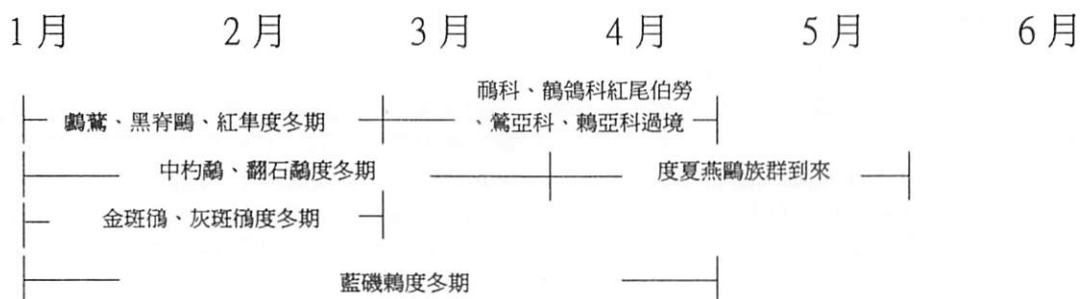 1月 2月 3月 4月 5月 6月
鸕鶿、黑脊鷗、紅隼度冬期
鴯科、鶺鴒科紅尾伯勞
、鶯亞科、鶇亞科過境
中杓鷸、翻石鷸度冬期
度夏燕鷗族群到來
金斑鴴、灰斑鴴度冬期
藍磯鶇度冬期